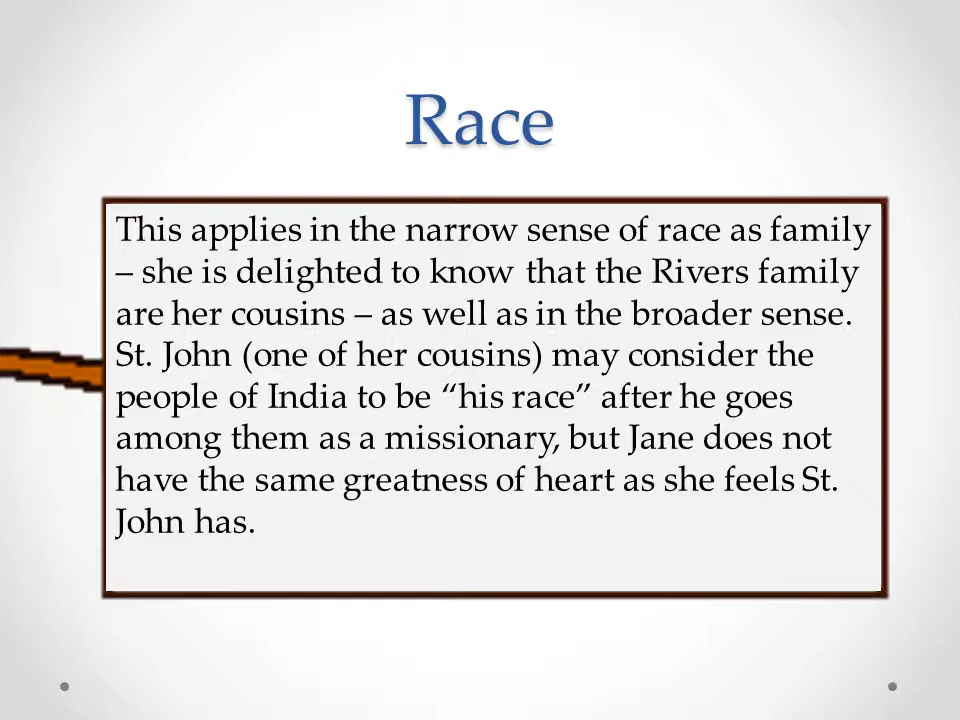 Race
This applies in the narrow sense of race as family
– she is delighted to know that the Rivers family
are her cousins – as well as in the broader sense.
St. John (one of her cousins) may consider the
people of India to be “his race” after he goes
among them as a missionary, but Jane does not
have the same greatness of heart as she feels St.
John has.